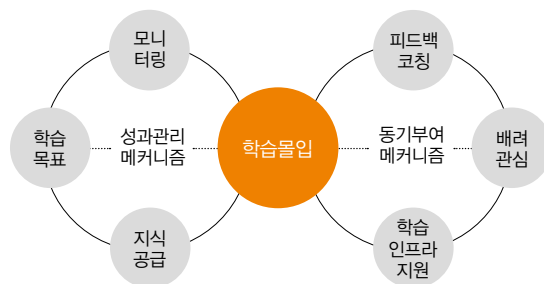 모니
터링
피드백
코칭
학습
목표
성과관리
메커니즘
학습몰입
동기부여
메커니즘
배려
관심
지식
공급
학습
인프라
지원